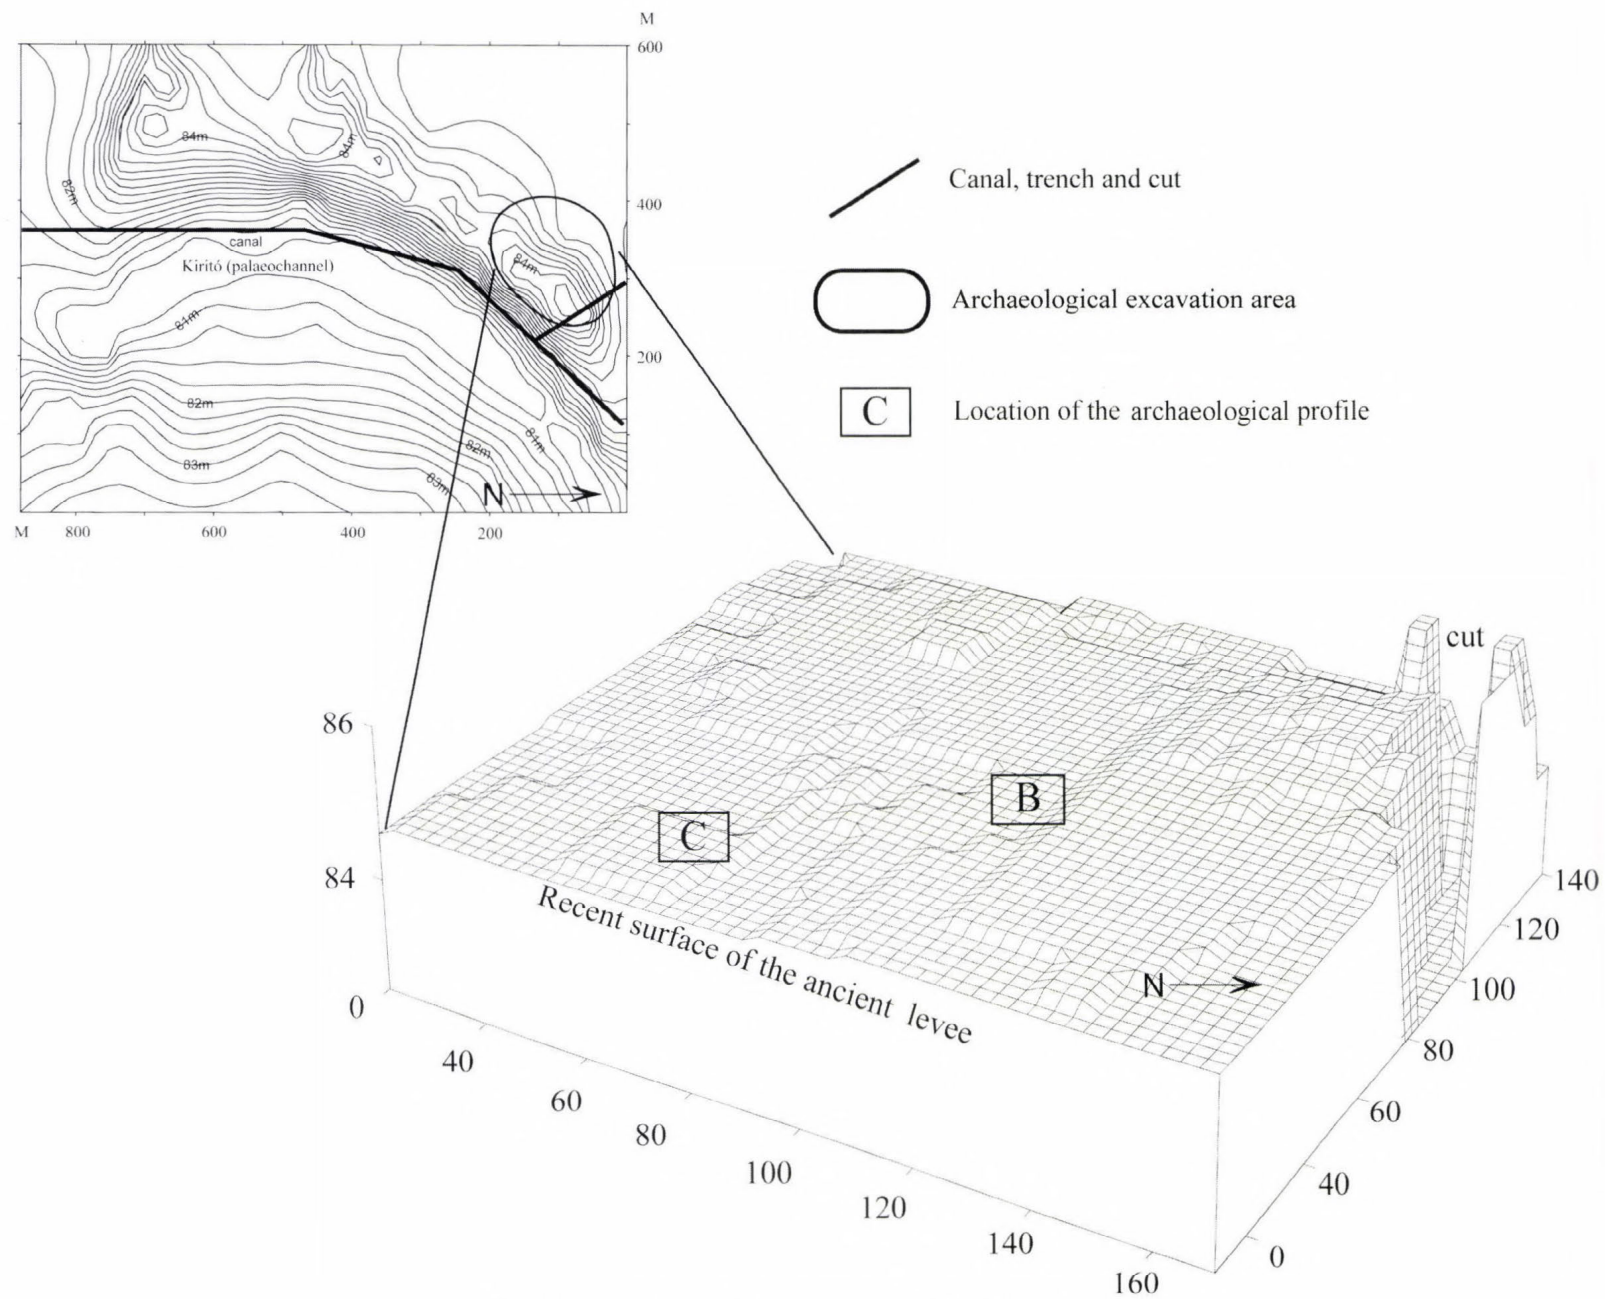 M
600
84m
84m
82m
400
canal
Kiritó (palaeochannel)
84m
81m
200
82m
81m
82m
83m
83m
N
M 800 600 400 200
Canal, trench and cut
Archaeological excavation area
C
Location of the archaeological profile
cut
86
84
0
B
C
Recent surface of the ancient levee
N
40
60
80
100
120
140
160
0
40
60
80
100
120
140